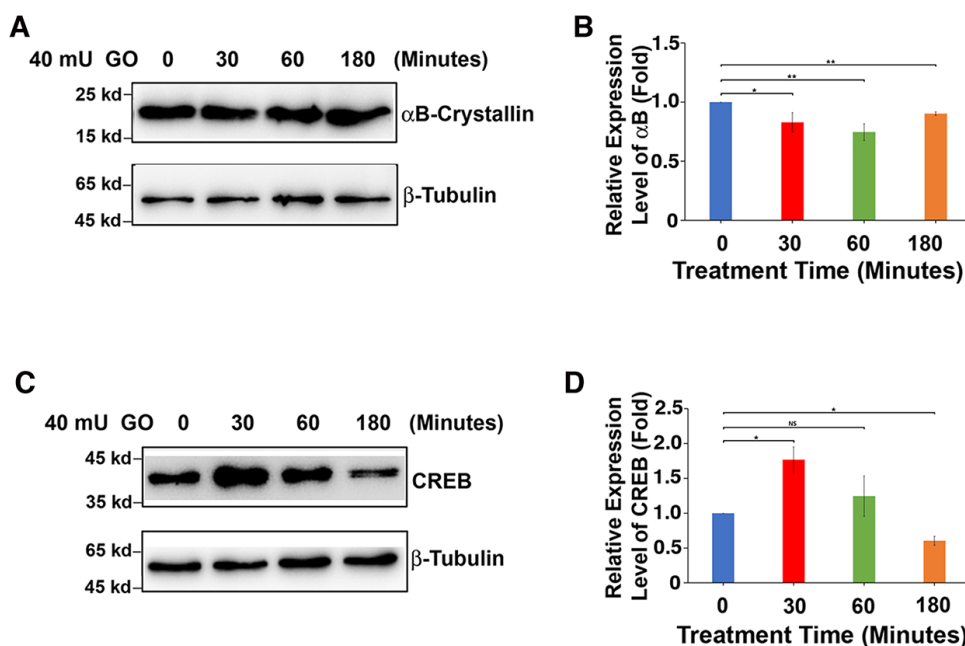 A
40 mU GO 0 30 60 180 (Minutes)
25 kd
αB-Crystallin
15 kd
65 kd
β-Tubulin
45 kd
B
Relative Expression
Level of αB (Fold)
1.5
1.0
0.5
0
**
**
*
0 30 60 180
Treatment Time (Minutes)
C
40 mU GO 0 30 60 180 (Minutes)
45 kd
CREB
35 kd
65 kd
β-Tubulin
45 kd
D
Relative Expression
Level of CREB (Fold)
2.5
2.0
1.5
1.0
0.5
0
*
NS
*
0 30 60 180
Treatment Time (Minutes)